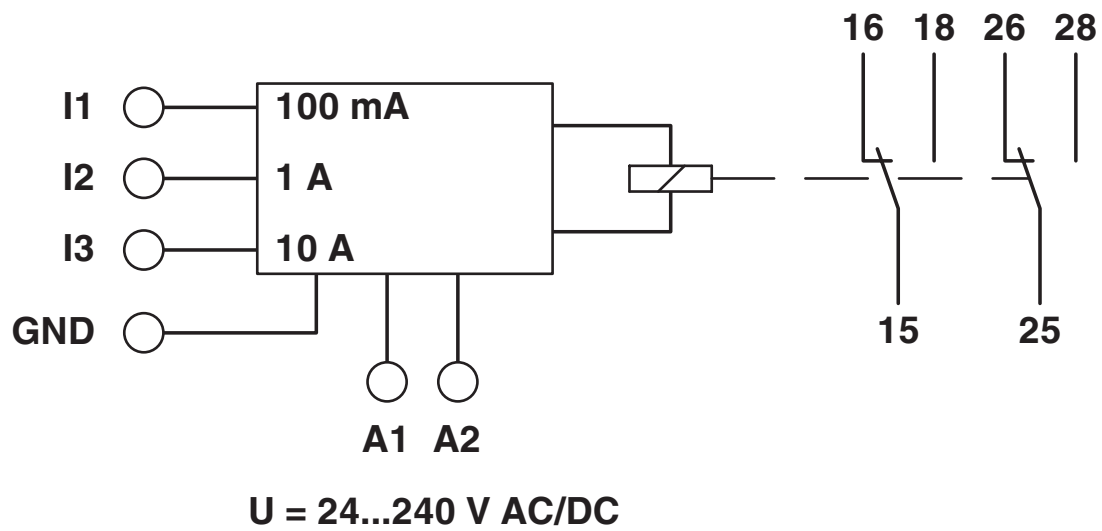 16 18 26 28
I1 100 mA
I2 1 A
I3 10 A
GND
15 25
A1 A2
U = 24...240 V AC/DC